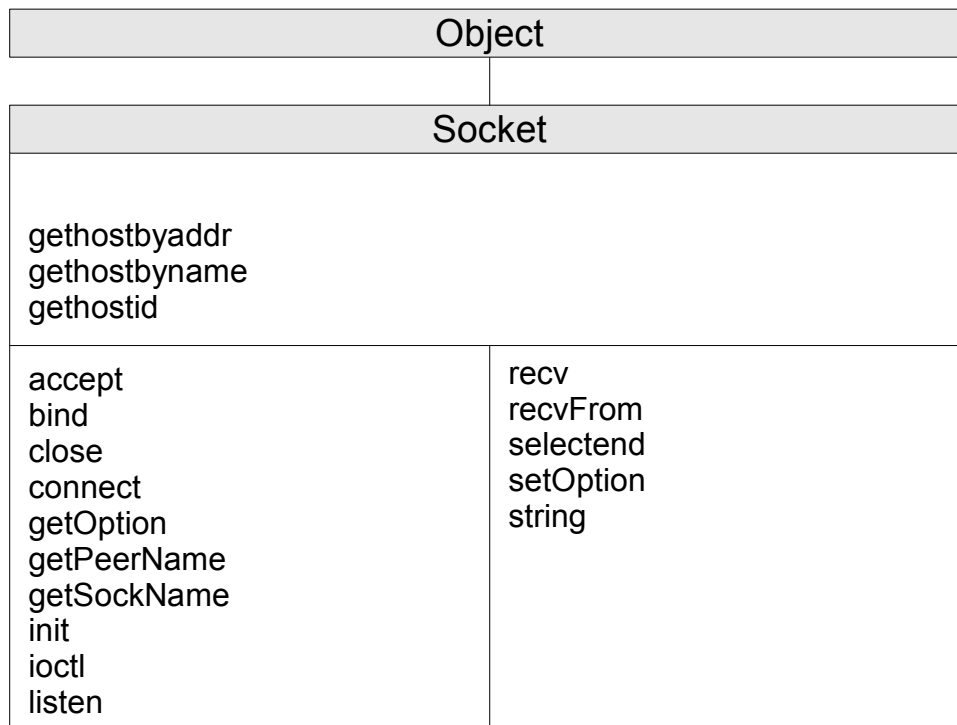 Object
Socket
gethostbyaddr
gethostbyname
gethostid
accept
bind
close
connect
getOption
getPeerName
getSockName
init
ioctl
listen
recv
recvFrom
selectend
setOption
string